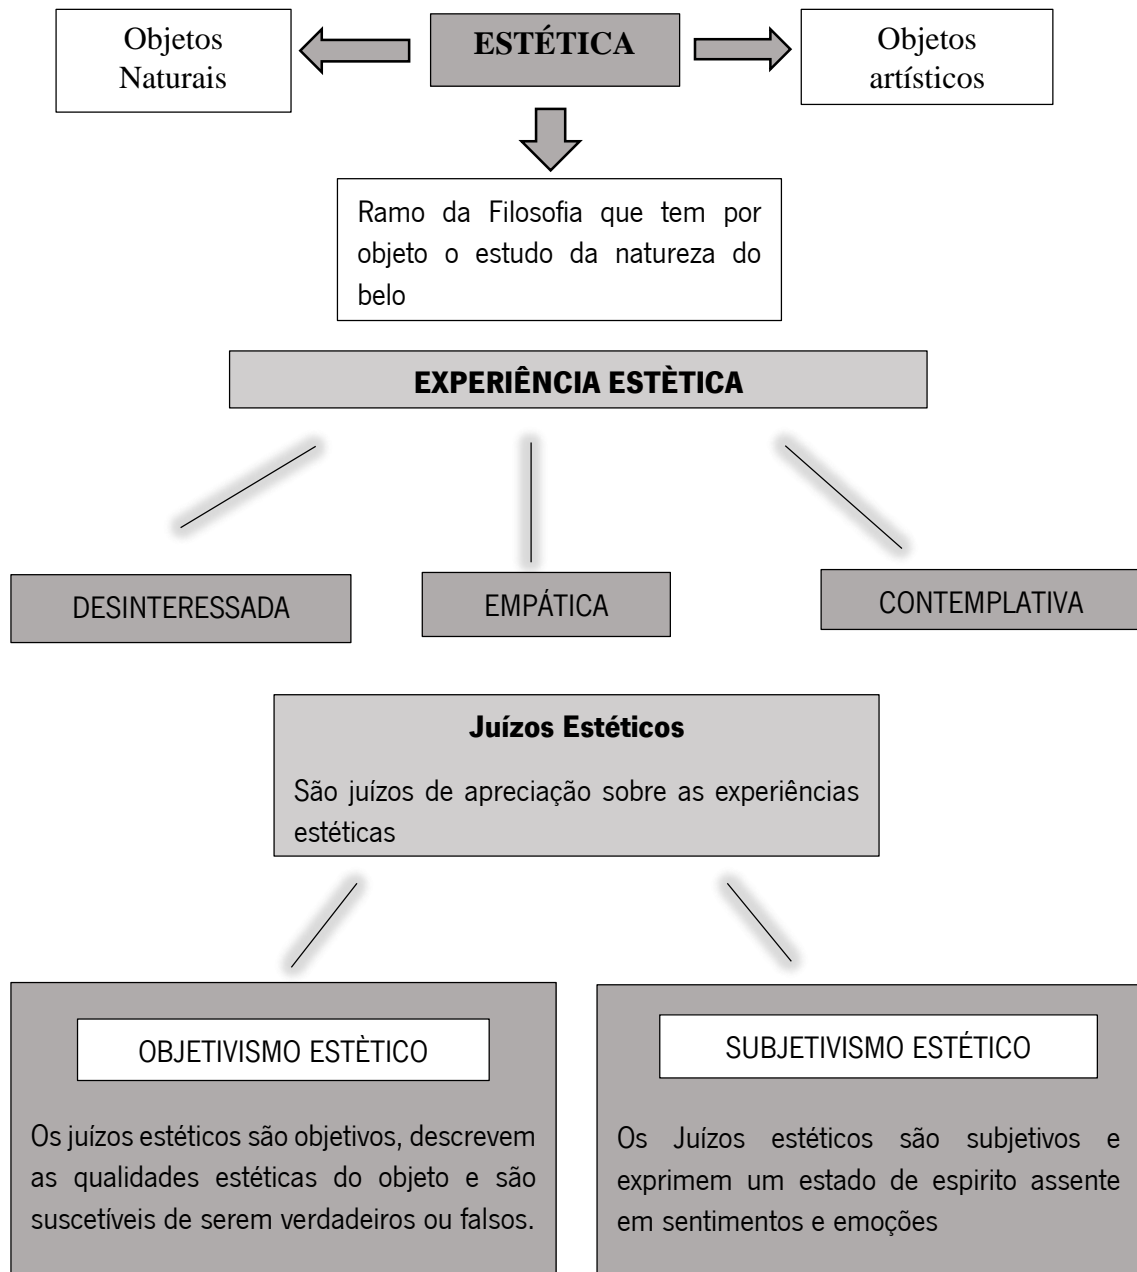 Objetos
Naturais
ESTÉTICA
Objetos
artísticos
Ramo da Filosofia que tem por
objeto o estudo da natureza do
belo
EXPERIÊNCIA ESTÈTICA
DESINTERESSADA
EMPÁTICA
CONTEMPLATIVA
Juízos Estéticos
São juízos de apreciação sobre as experiências
estéticas
OBJETIVISMO ESTÈTICO
Os juízos estéticos são objetivos, descrevem
as qualidades estéticas do objeto e são
suscetíveis de serem verdadeiros ou falsos.
SUBJETIVISMO ESTÉTICO
Os Juízos estéticos são subjetivos e
exprimem um estado de espirito assente
em sentimentos e emoções